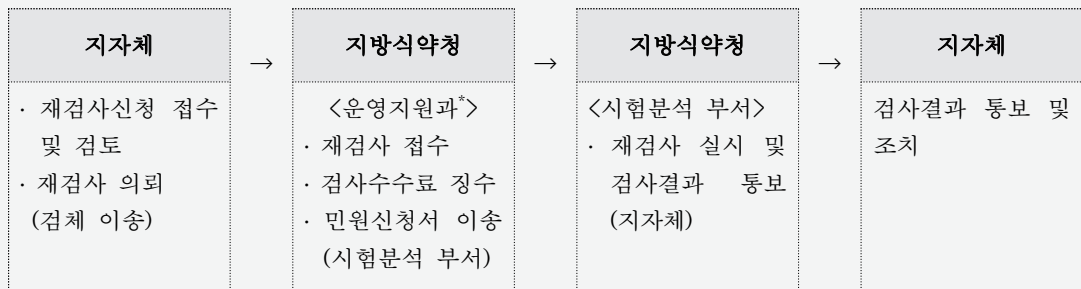 지자체
· 재검사신청 접수
및 검토
· 재검사 의뢰
(검체 이송)
→
지방식약청
<운영지원과*>
· 재검사 접수
· 검사수수료 징수
· 민원신청서 이송
(시험분석 부서)
→
지방식약청
<시험분석 부서>
· 재검사 실시 및
검사결과 통보
(지자체)
→
지자체
검사결과 통보 및
조치